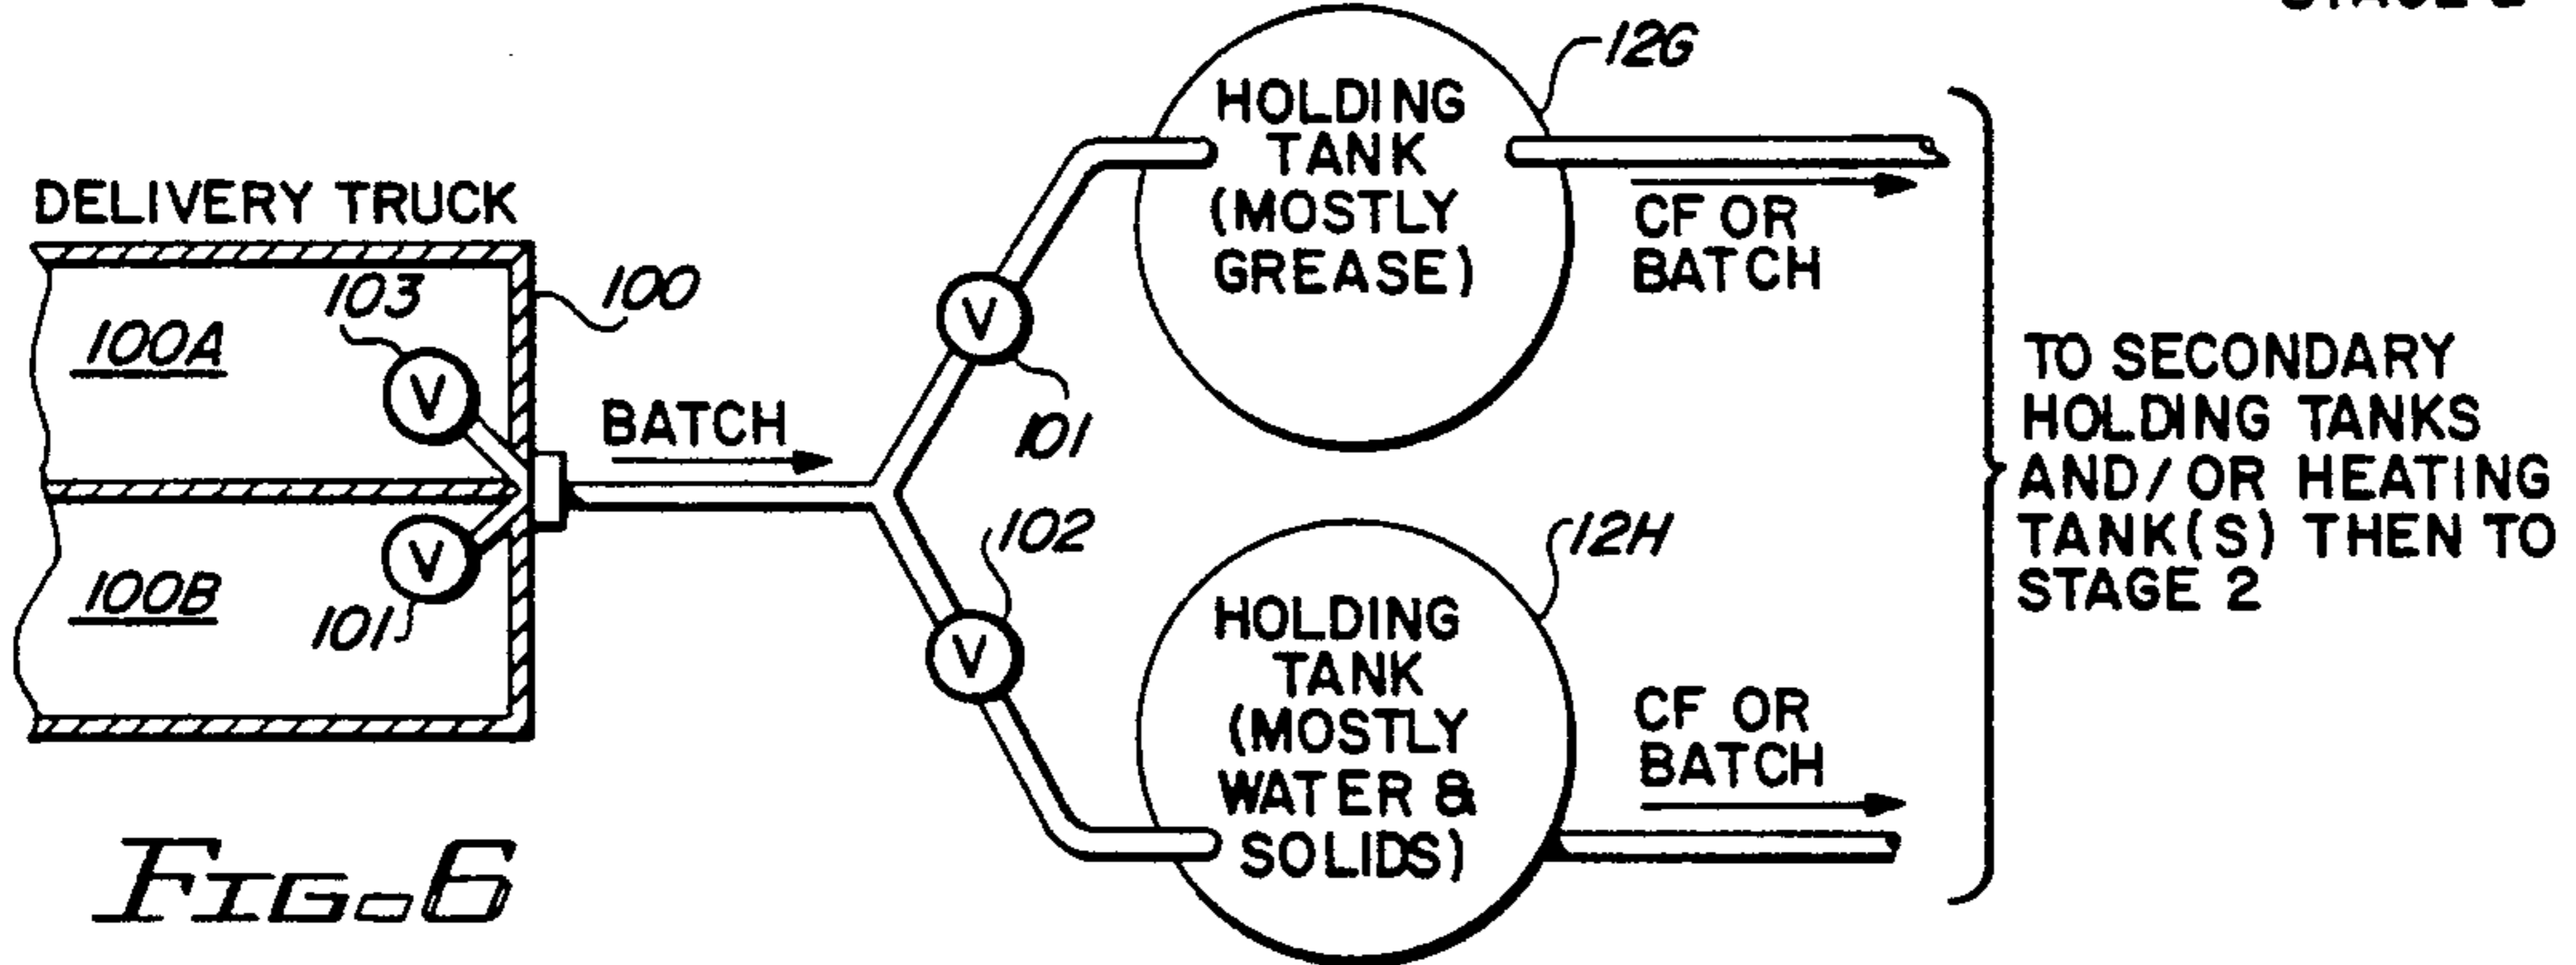 DELIVERY TRUCK
100
103
100A
100B
101
BATCH
V
V
V
V
101
102
12G
HOLDING
TANK
(MOSTLY
GREASE)
CF OR
BATCH
12H
HOLDING
TANK
(MOSTLY
WATER &
SOLIDS)
CF OR
BATCH
TO SECONDARY
HOLDING TANKS
AND/OR HEATING
TANK(S) THEN TO
STAGE 2
FIG. 6